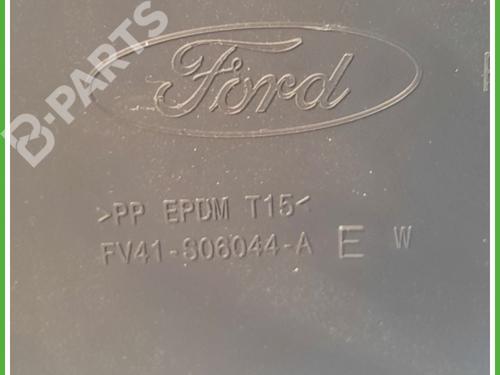 B-PARTS
Ford
>PP EPDM T15<
FV41-S06044-A E W